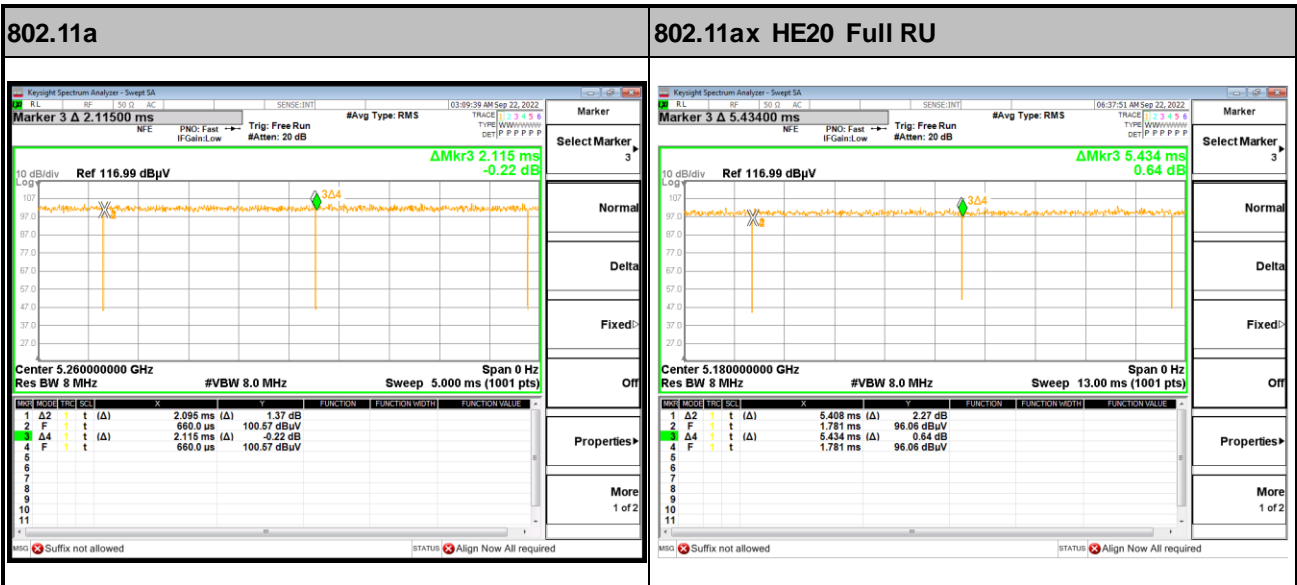 802.11a
802.11ax HE20 Full RU
Keysight Spectrum Analyzer - Swept SA
RL RF 50 Ω AC SENSE:INT 03:09:39 AM Sep 22, 2022
Marker 3 Δ 2.11500 ms
NFE
PNO: Fast
IFGain:Low
Trig: Free Run
#Atten: 20 dB
#Avg Type: RMS
TRACE 1 2 3 4 5 6
TYPE WWWWWW
DET P P P P P P
ΔMkr3 2.115 ms
-0.22 dB
10 dB/div Ref 116.99 dBµV
Log
107
97.0
87.0
77.0
67.0
57.0
47.0
37.0
27.0
3Δ4
Center 5.260000000 GHz Span 0 Hz
Res BW 8 MHz #VBW 8.0 MHz Sweep 5.000 ms (1001 pts)
MKR MODE TRC SCL X Y FUNCTION FUNCTION WIDTH FUNCTION VALUE
1 Δ2 1 t (Δ) 2.095 ms (Δ) 1.37 dB
2 F 1 t 660.0 µs 100.57 dBµV
3 Δ4 1 t (Δ) 2.115 ms (Δ) -0.22 dB
4 F 1 t 660.0 µs 100.57 dBµV
5
6
7
8
9
10
11
MSG Suffix not allowed STATUS Align Now All required
Marker
Select Marker
3
Normal
Delta
Fixed
Off
Properties
More
1 of 2
Keysight Spectrum Analyzer - Swept SA
RL RF 50 Ω AC SENSE:INT 06:37:51 AM Sep 22, 2022
Marker 3 Δ 5.43400 ms
NFE
PNO: Fast
IFGain:Low
Trig: Free Run
#Atten: 20 dB
#Avg Type: RMS
TRACE 1 2 3 4 5 6
TYPE WWWWWW
DET P P P P P P
ΔMkr3 5.434 ms
0.64 dB
10 dB/div Ref 116.99 dBµV
Log
107
97.0
87.0
77.0
67.0
57.0
47.0
37.0
27.0
3Δ4
2
Center 5.180000000 GHz Span 0 Hz
Res BW 8 MHz #VBW 8.0 MHz Sweep 13.00 ms (1001 pts)
MKR MODE TRC SCL X Y FUNCTION FUNCTION WIDTH FUNCTION VALUE
1 Δ2 1 t (Δ) 5.408 ms (Δ) 2.27 dB
2 F 1 t 1.781 ms 96.06 dBµV
3 Δ4 1 t (Δ) 5.434 ms (Δ) 0.64 dB
4 F 1 t 1.781 ms 96.06 dBµV
5
6
7
8
9
10
11
MSG Suffix not allowed STATUS Align Now All required
Marker
Select Marker
3
Normal
Delta
Fixed
Off
Properties
More
1 of 2